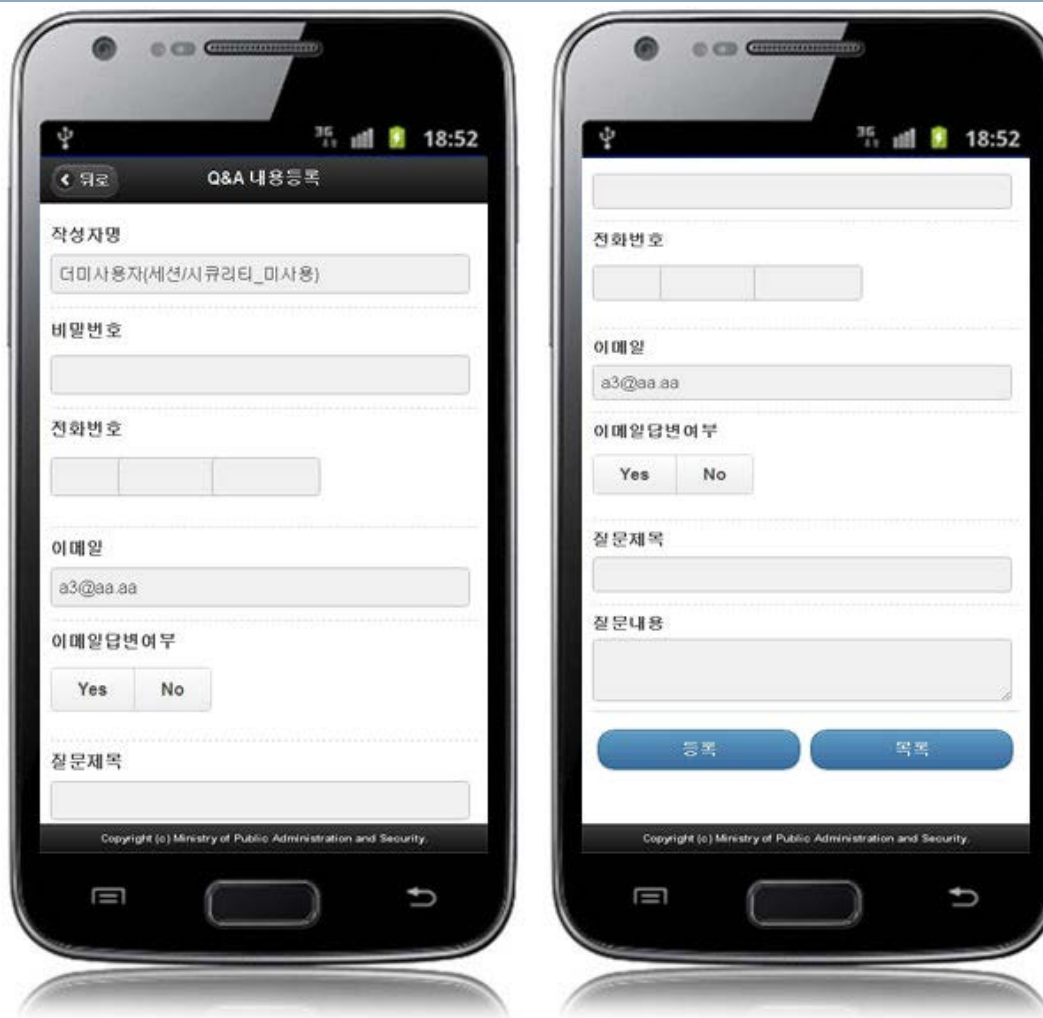 3G
18:52
뒤로
Q&A 내용등록
작성자명
더미사용자(세션/시큐리티_미사용)
비밀번호
전화번호
이메일
a3@aa.aa
이메일답변여부
Yes No
질문제목
Copyright (c) Ministry of Public Administration and Security.
3G
18:52
전화번호
이메일
a3@aa.aa
이메일답변여부
Yes No
질문제목
질문내용
등록 목록
Copyright (c) Ministry of Public Administration and Security.